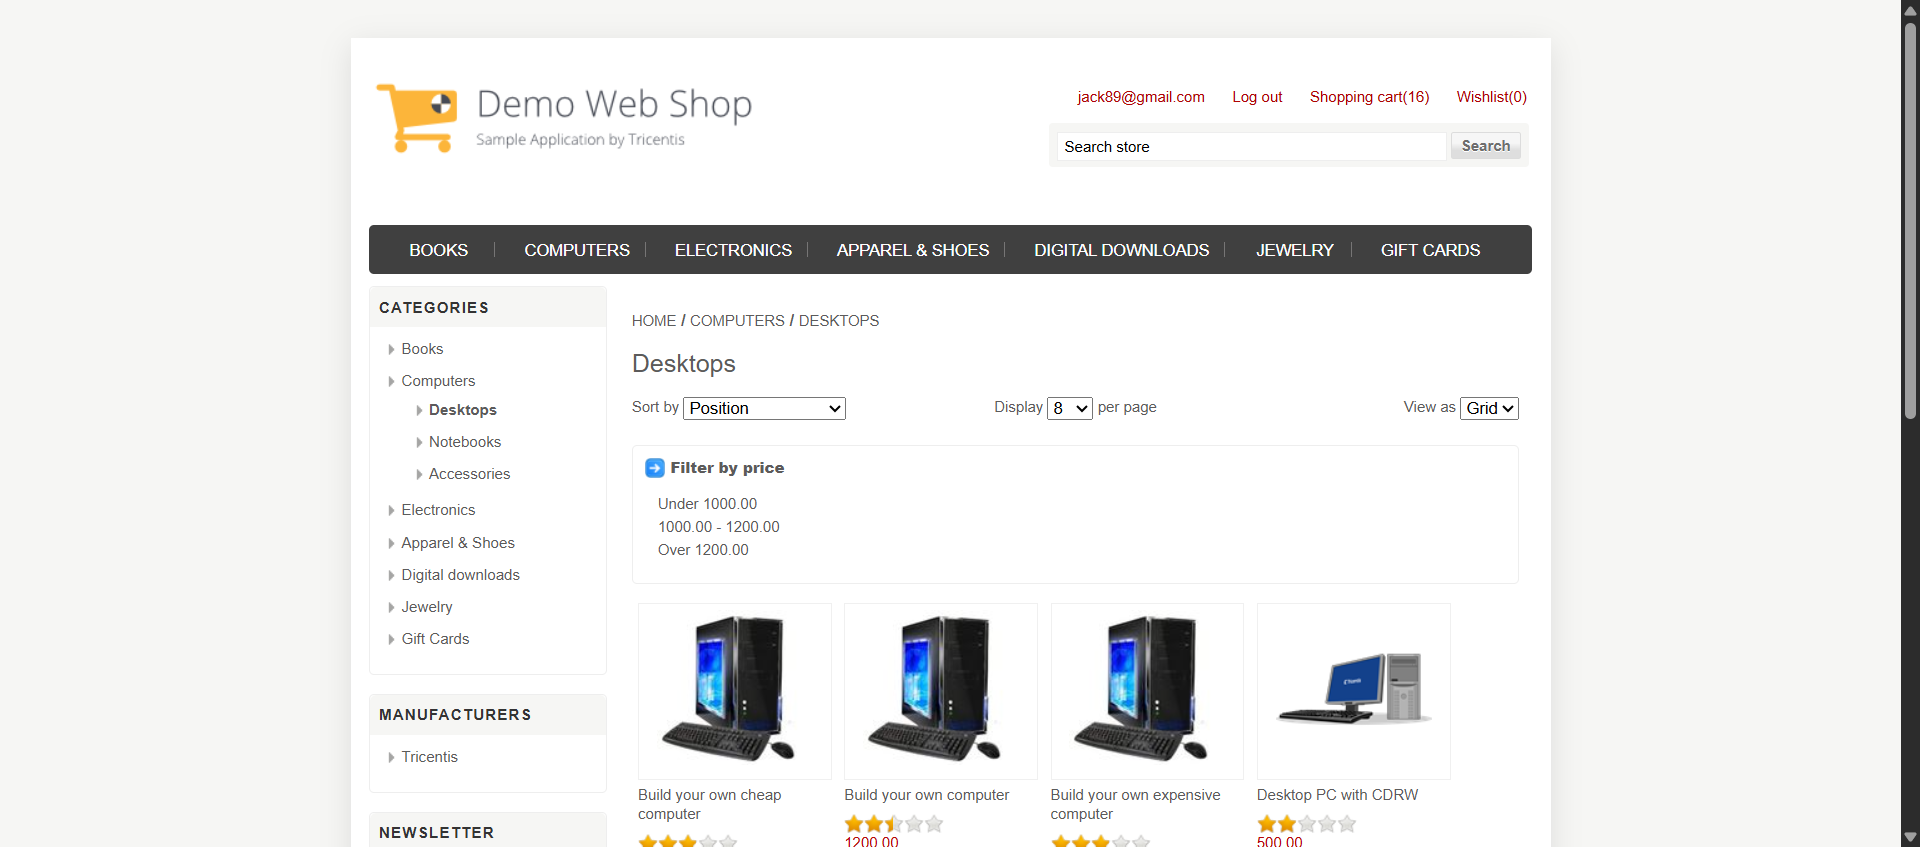 Demo Web Shop
Sample Application by Tricentis
jack89@gmail.com Log out Shopping cart(16) Wishlist(0)
Search store Search
BOOKS COMPUTERS ELECTRONICS APPAREL & SHOES DIGITAL DOWNLOADS JEWELRY GIFT CARDS
CATEGORIES
Books
Computers
Desktops
Notebooks
Accessories
Electronics
Apparel & Shoes
Digital downloads
Jewelry
Gift Cards
MANUFACTURERS
Tricentis
NEWSLETTER
HOME / COMPUTERS / DESKTOPS
Desktops
Sort by Position Display 8 per page View as Grid
Filter by price
Under 1000.00
1000.00 - 1200.00
Over 1200.00
Build your own cheap
computer
Build your own computer
1200.00
Build your own expensive
computer
Desktop PC with CDRW
500.00